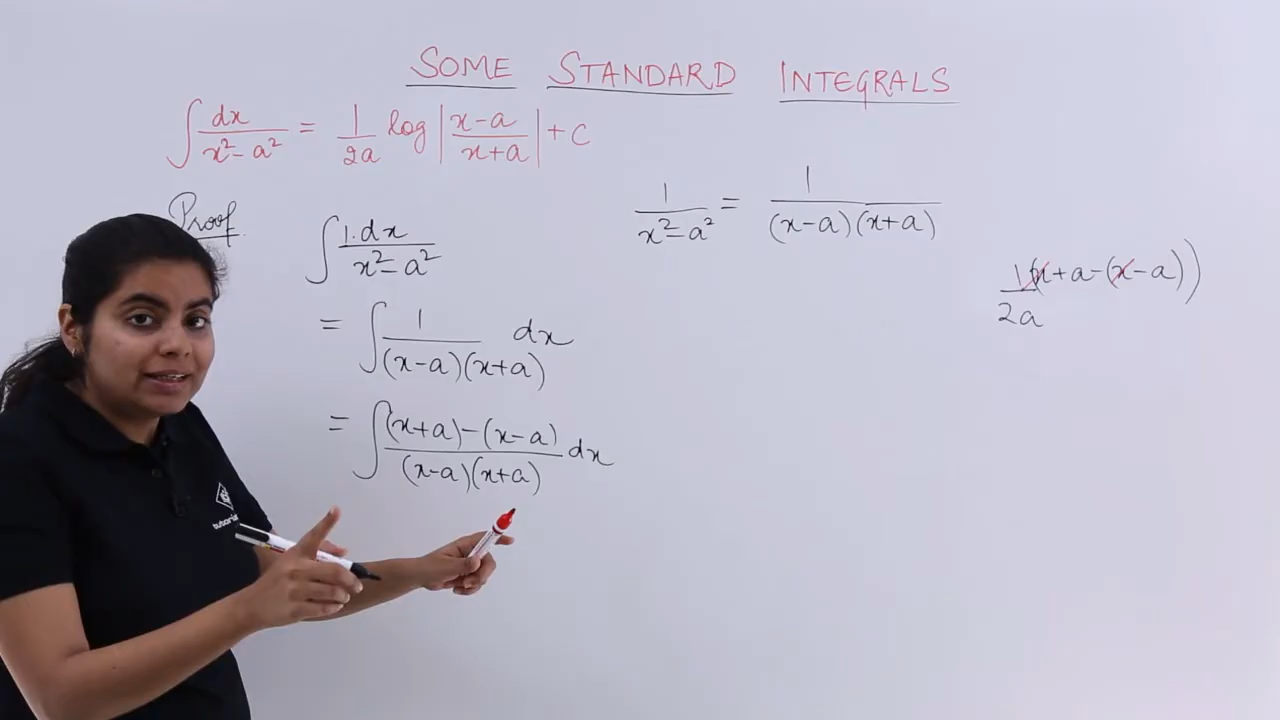 SOME STANDARD INTEGRALS
∫ dx/(x²-a²) = 1/2a log |(x-a)/(x+a)| + c
Proof
∫ 1.dx/(x²-a²)
= ∫ 1/((x-a)(x+a)) dx
= ∫ ((x+a)-(x-a))/((x-a)(x+a)) dx
1/(x²-a²) = 1/((x-a)(x+a))
1/2a (x+a-(x-a))